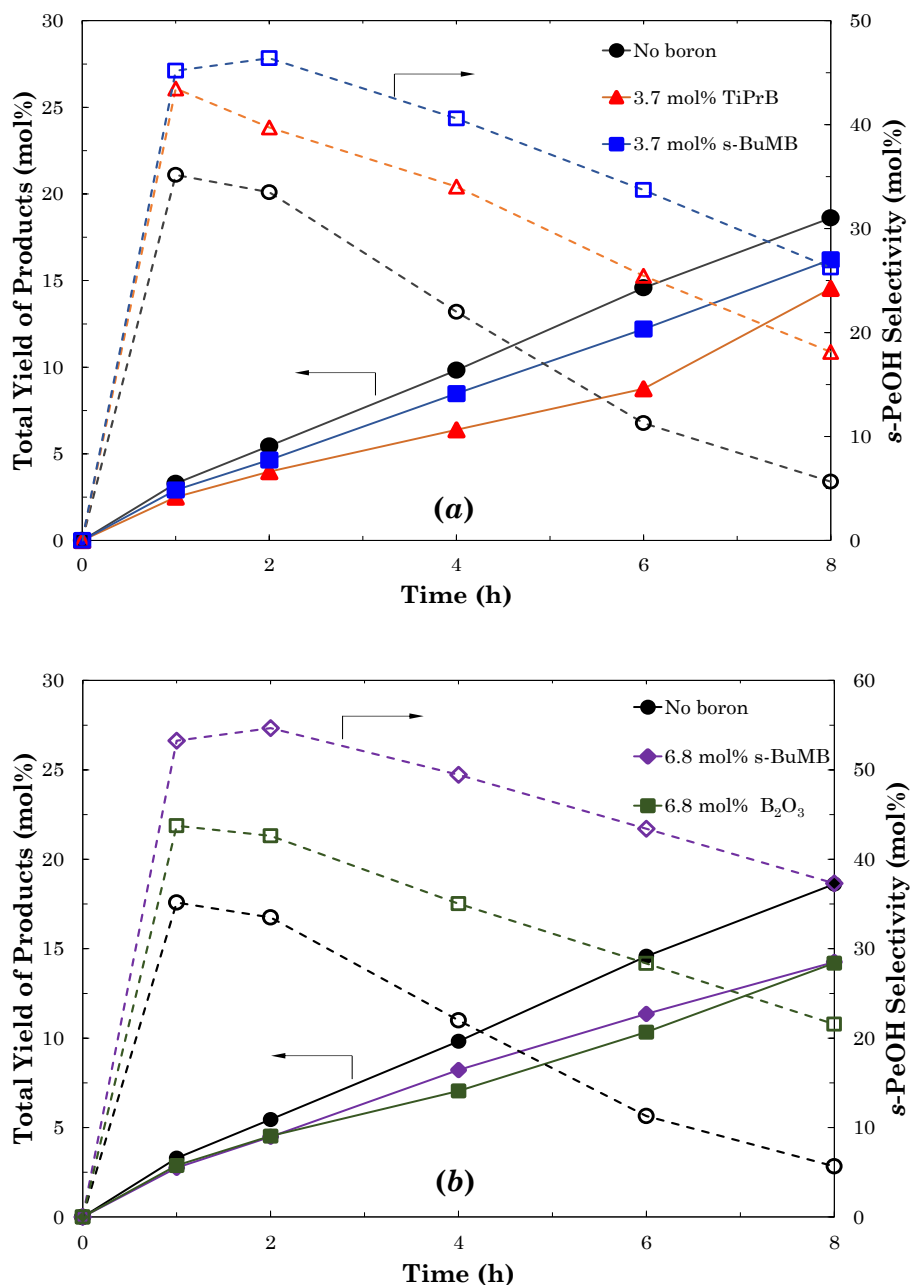 30
25
20
15
10
5
0
Total Yield of Products (mol%)
50
40
30
20
10
0
s-PeOH Selectivity (mol%)
No boron
3.7 mol% TiPrB
3.7 mol% s-BuMB
(a)
0 2 4 6 8
Time (h)
30
25
20
15
10
5
0
Total Yield of Products (mol%)
60
50
40
30
20
10
0
s-PeOH Selectivity (mol%)
No boron
6.8 mol% s-BuMB
6.8 mol% B₂O₃
(b)
0 2 4 6 8
Time (h)